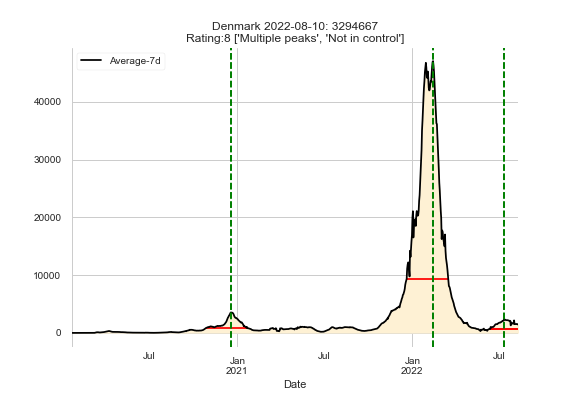 Denmark 2022-08-10: 3294667
Rating:8 ['Multiple peaks', 'Not in control']
Average-7d
40000
30000
20000
10000
0
Jul
Jan
2021
Jul
Jan
2022
Jul
Date